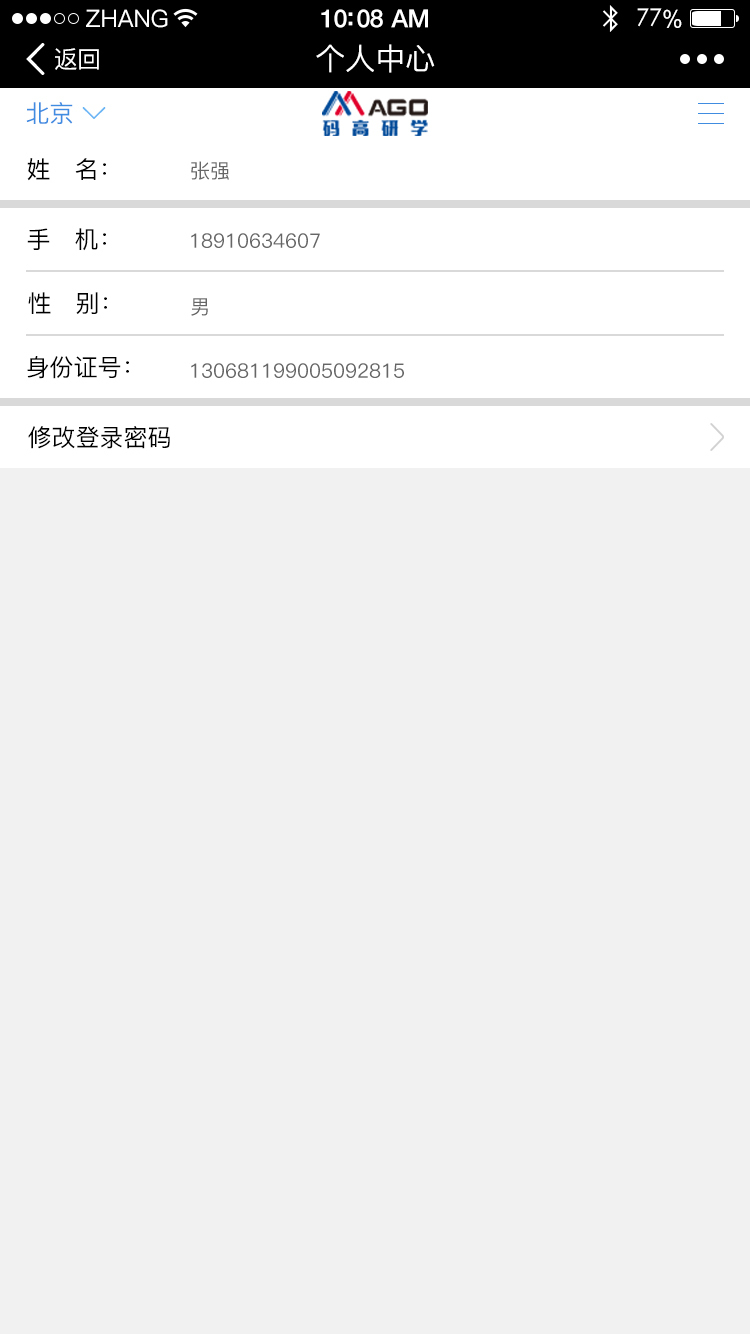 ZHANG 10:08 AM 77%
返回 个人中心
北京 MAGO
码高研学
姓 名： 张强
手 机： 18910634607
性 别： 男
身份证号： 130681199005092815
修改登录密码